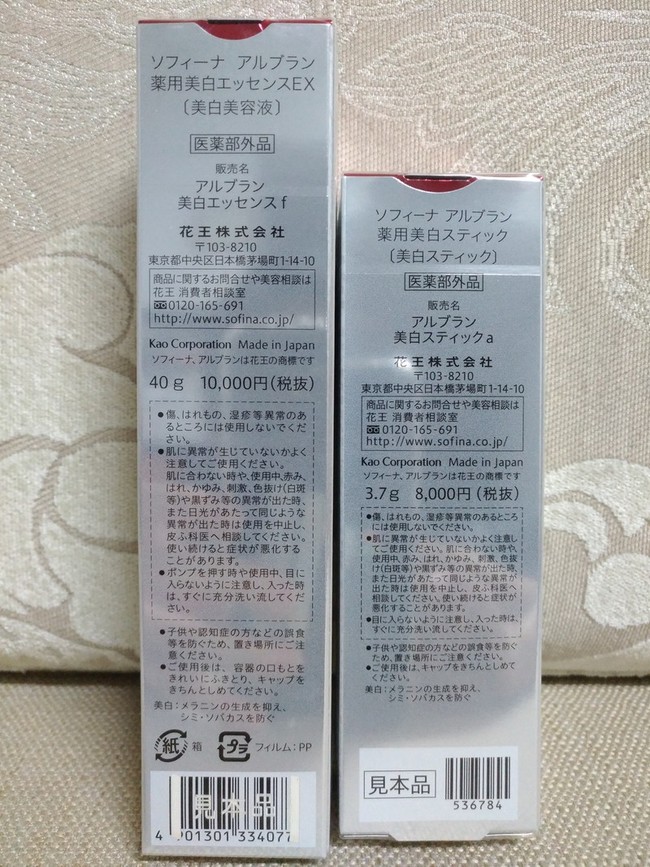 ソフィーナ アルブラン
薬用美白エッセンスEX
〔美白美容液〕
医薬部外品
販売名
アルブラン
美白エッセンスf
花王株式会社
〒103-8210
東京都中央区日本橋茅場町1-14-10
商品に関するお問合せや美容相談は
花王 消費者相談室
0120-165-691
http://www.sofina.co.jp/
Kao Corporation Made in Japan
ソフィーナ、アルブランは花王の商標です
40g 10,000円(税抜)
●傷、はれもの、湿疹等異常のあ
るところには使用しないでくだ
さい。
●肌に異常が生じていないかよく
注意してご使用ください。
肌に合わない時や、使用中、赤み、
はれ、かゆみ、刺激、色抜け(白斑
等)や黒ずみ等の異常が出た時、
また日光があたって同じような
異常が出た時は使用を中止し、
皮ふ科医へ相談してください。
使い続けると症状が悪化する
ことがあります。
●ポンプを押す時や使用中、目に
入らないように注意し、入った時
は、すぐに充分洗い流してくだ
さい。
●子供や認知症の方などの誤食
等を防ぐため、置き場所にご注
意ください。
●ご使用後は、容器の口もとを
きれいにふきとり、キャップを
きちんとしめてください。
美白:メラニンの生成を抑え、
シミ・ソバカスを防ぐ
紙 箱 プラ フィルム:PP
見本品
4 901301 334077
ソフィーナ アルブラン
薬用美白スティック
〔美白スティック〕
医薬部外品
販売名
アルブラン
美白スティックa
花王株式会社
〒103-8210
東京都中央区日本橋茅場町1-14-10
商品に関するお問合せや美容相談は
花王 消費者相談室
0120-165-691
http://www.sofina.co.jp/
Kao Corporation Made in Japan
ソフィーナ、アルブランは花王の商標です
3.7g 8,000円(税抜)
●傷、はれもの、湿疹等異常のあるところ
には使用しないでください。
●肌に異常が生じていないかよく注意し
てご使用ください。肌に合わない時や、
使用中、赤み、はれ、かゆみ、刺激、色抜
け(白斑等)や黒ずみ等の異常が出た時、
また日光があたって同じような異常が出
た時は使用を中止し、皮ふ科医へ
相談してください。使い続けると症状が
悪化することがあります。
●目に入らないように注意し、入った時は、
すぐに充分洗い流してください。
●子供や認知症の方などの誤食等を防ぐ
ため、置き場所にご注意ください。
●ご使用後は、キャップをきちんとしめて
ください。
美白:メラニンの生成を抑え、
シミ・ソバカスを防ぐ
見本品
536784